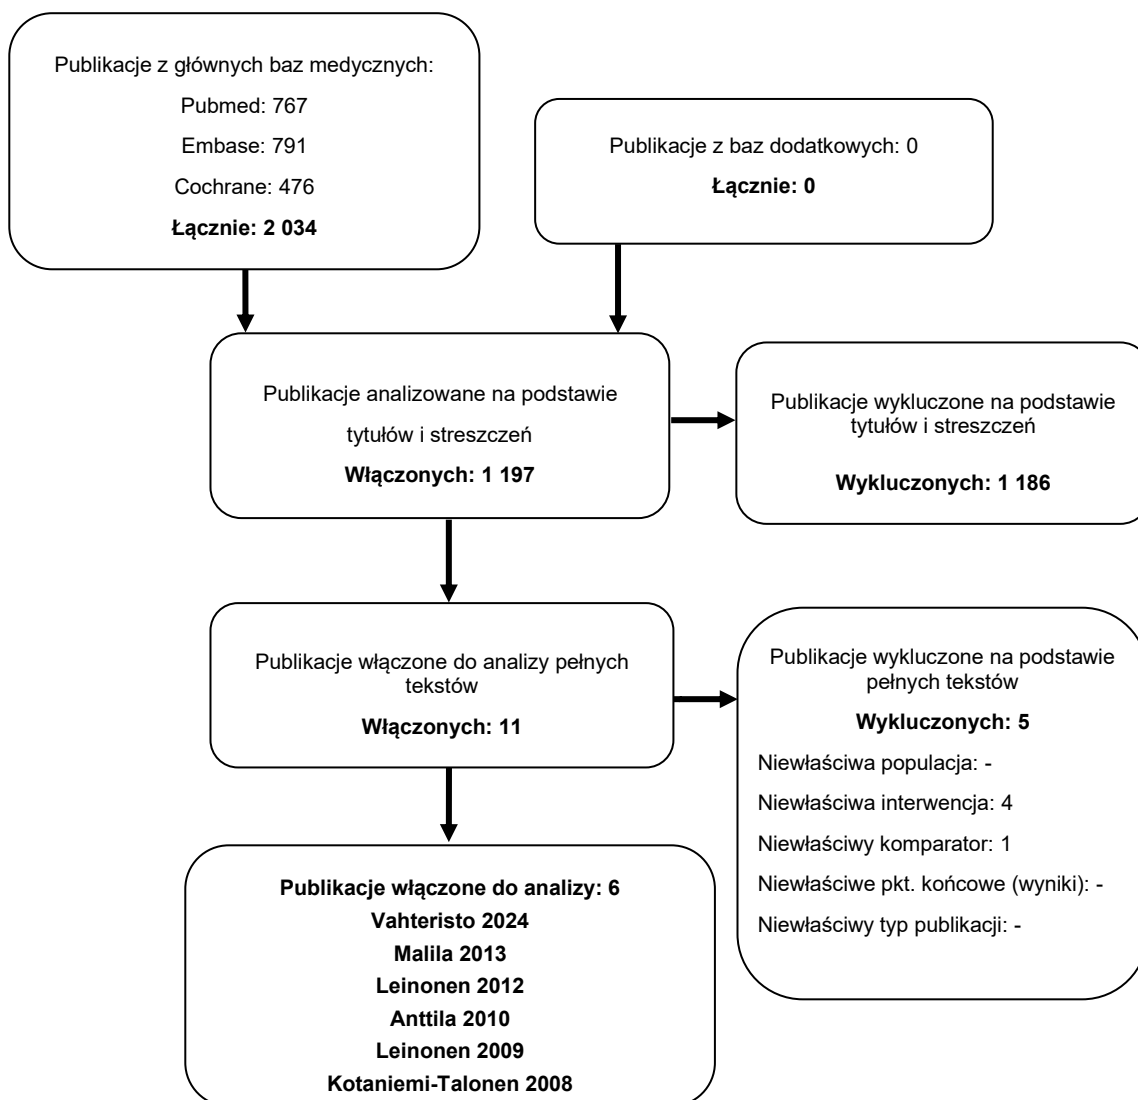 Publikacje z głównych baz medycznych:
Pubmed: 767
Embase: 791
Cochrane: 476
Łącznie: 2 034
Publikacje z baz dodatkowych: 0
Łącznie: 0
Publikacje analizowane na podstawie
tytułów i streszczeń
Włączonych: 1 197
Publikacje wykluczone na podstawie
tytułów i streszczeń
Wykluczonych: 1 186
Publikacje włączone do analizy pełnych
tekstów
Włączonych: 11
Publikacje wykluczone na podstawie
pełnych tekstów
Wykluczonych: 5
Niewłaściwa populacja: -
Niewłaściwa interwencja: 4
Niewłaściwy komparator: 1
Niewłaściwe pkt. końcowe (wyniki): -
Niewłaściwy typ publikacji: -
Publikacje włączone do analizy: 6
Vahteristo 2024
Malila 2013
Leinonen 2012
Anttila 2010
Leinonen 2009
Kotaniemi-Talonen 2008